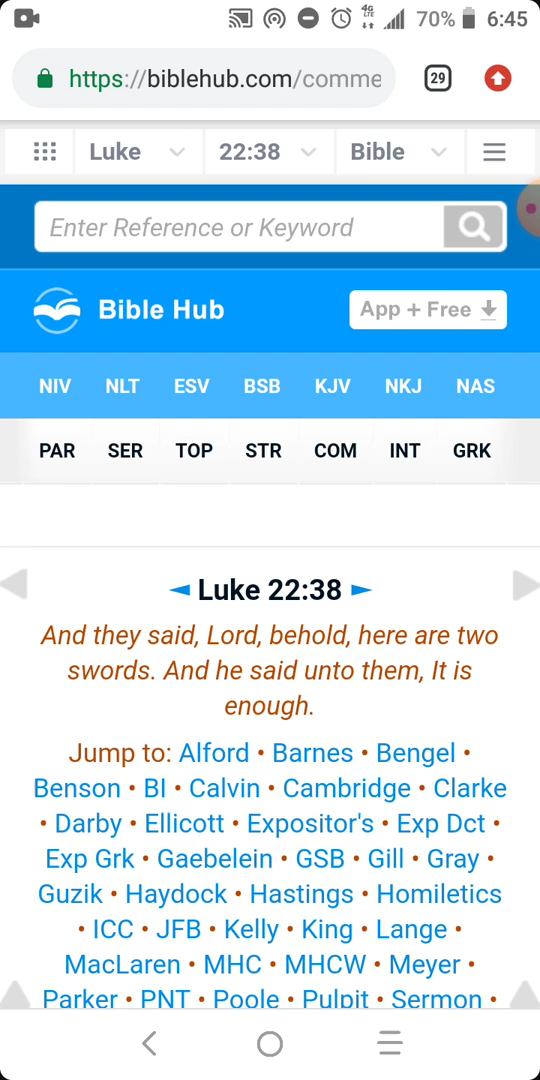 4G
LTE
70%
6:45
https://biblehub.com/comme
29
Luke
22:38
Bible
Enter Reference or Keyword
Bible Hub
App + Free
NIV NLT ESV BSB KJV NKJ NAS
PAR SER TOP STR COM INT GRK
◄ Luke 22:38 ►
And they said, Lord, behold, here are two
swords. And he said unto them, It is
enough.
Jump to: Alford • Barnes • Bengel •
Benson • BI • Calvin • Cambridge • Clarke
• Darby • Ellicott • Expositor's • Exp Dct •
Exp Grk • Gaebelein • GSB • Gill • Gray •
Guzik • Haydock • Hastings • Homiletics
• ICC • JFB • Kelly • King • Lange •
MacLaren • MHC • MHCW • Meyer •
Parker • PNT • Poole • Pulpit • Sermon •